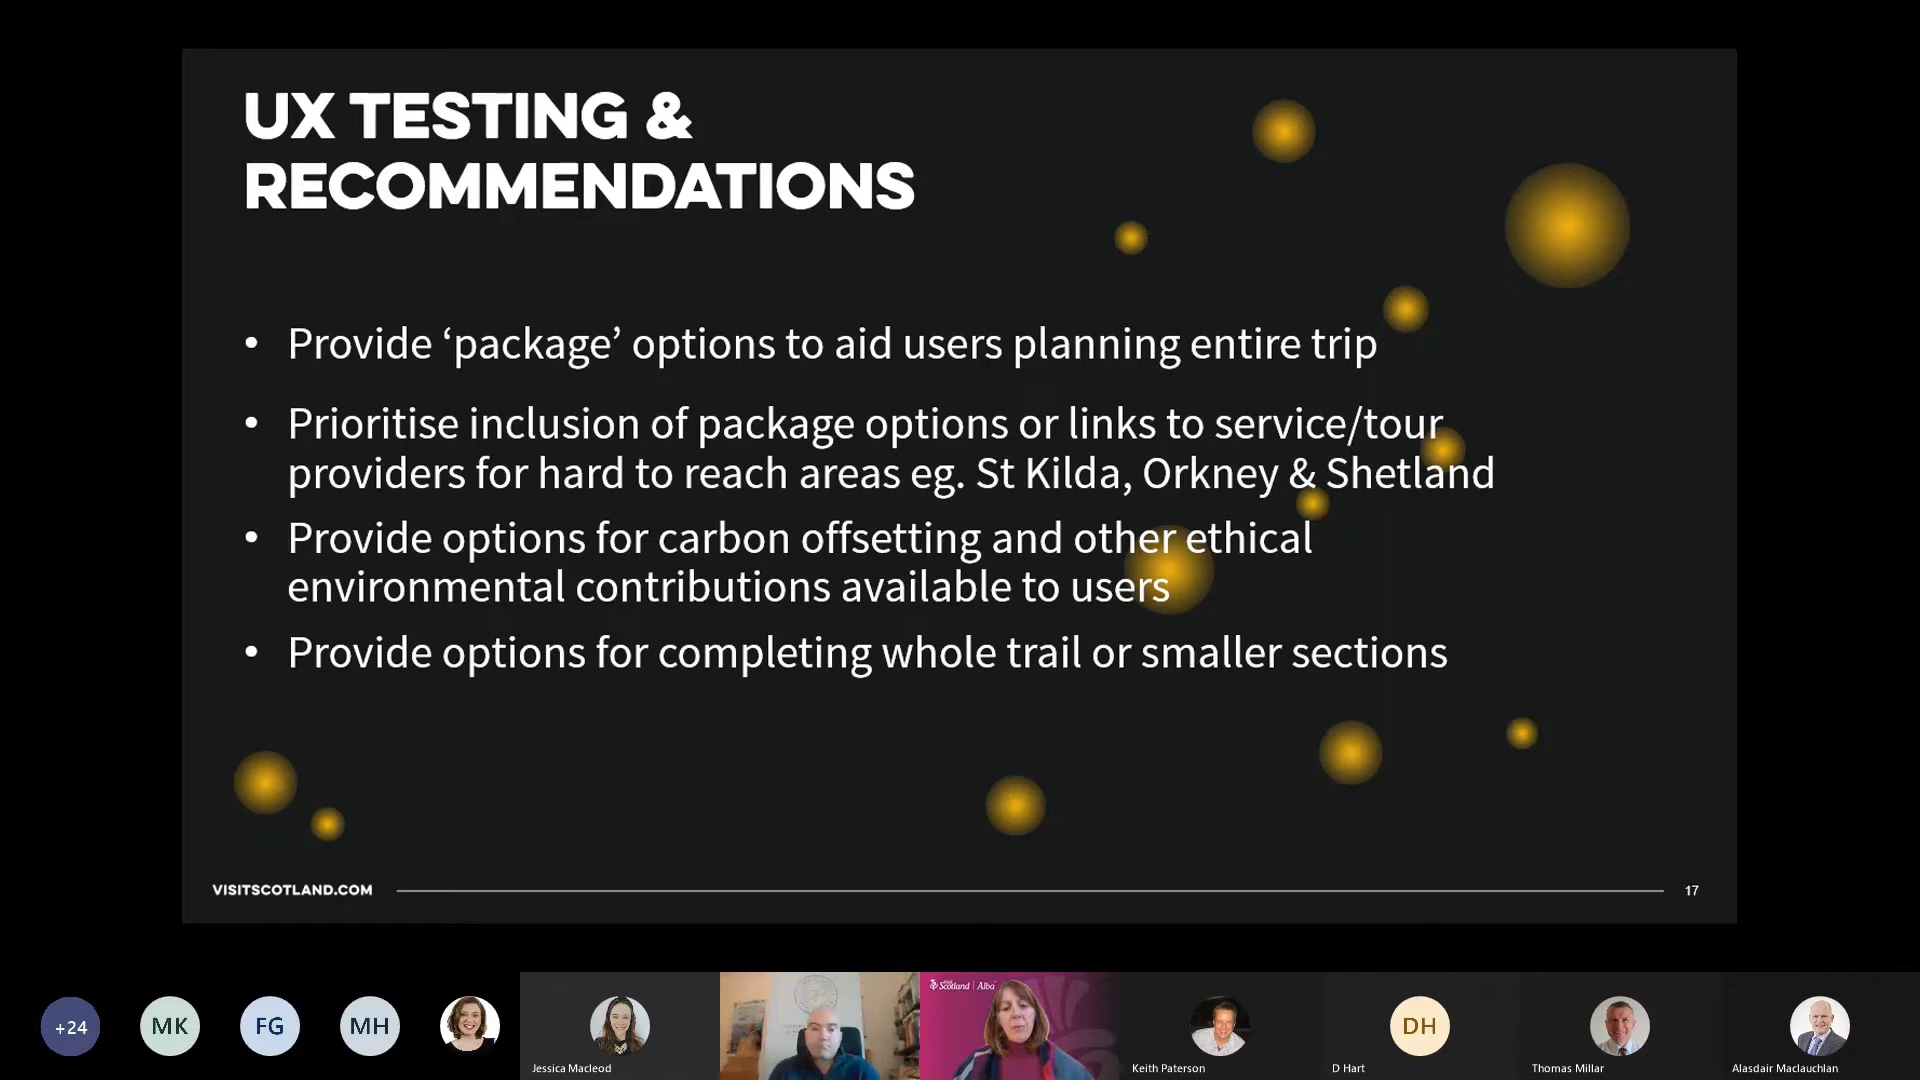 UX TESTING &
RECOMMENDATIONS
• Provide ‘package’ options to aid users planning entire trip
• Prioritise inclusion of package options or links to service/tour
providers for hard to reach areas eg. St Kilda, Orkney & Shetland
• Provide options for carbon offsetting and other ethical
environmental contributions available to users
• Provide options for completing whole trail or smaller sections
VISITSCOTLAND.COM
17
Scotland | Alba
+24
MK
FG
MH
DH
Jessica Macleod
Keith Paterson
D Hart
Thomas Millar
Alasdair Maclauchlan